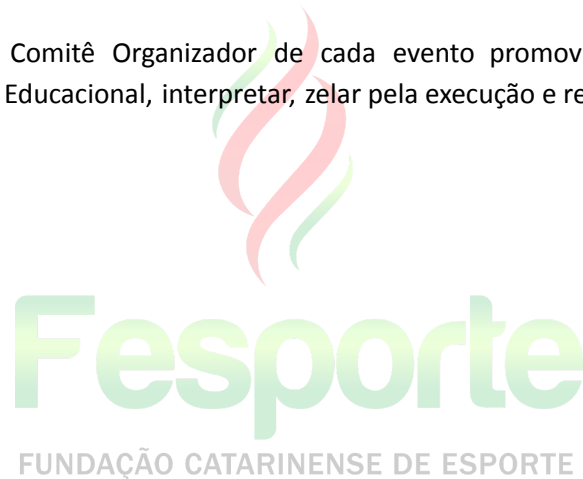 Comitê Organizador de cada evento promov
Educacional, interpretar, zelar pela execução e re
Fesporte
FUNDAÇÃO CATARINENSE DE ESPORTE